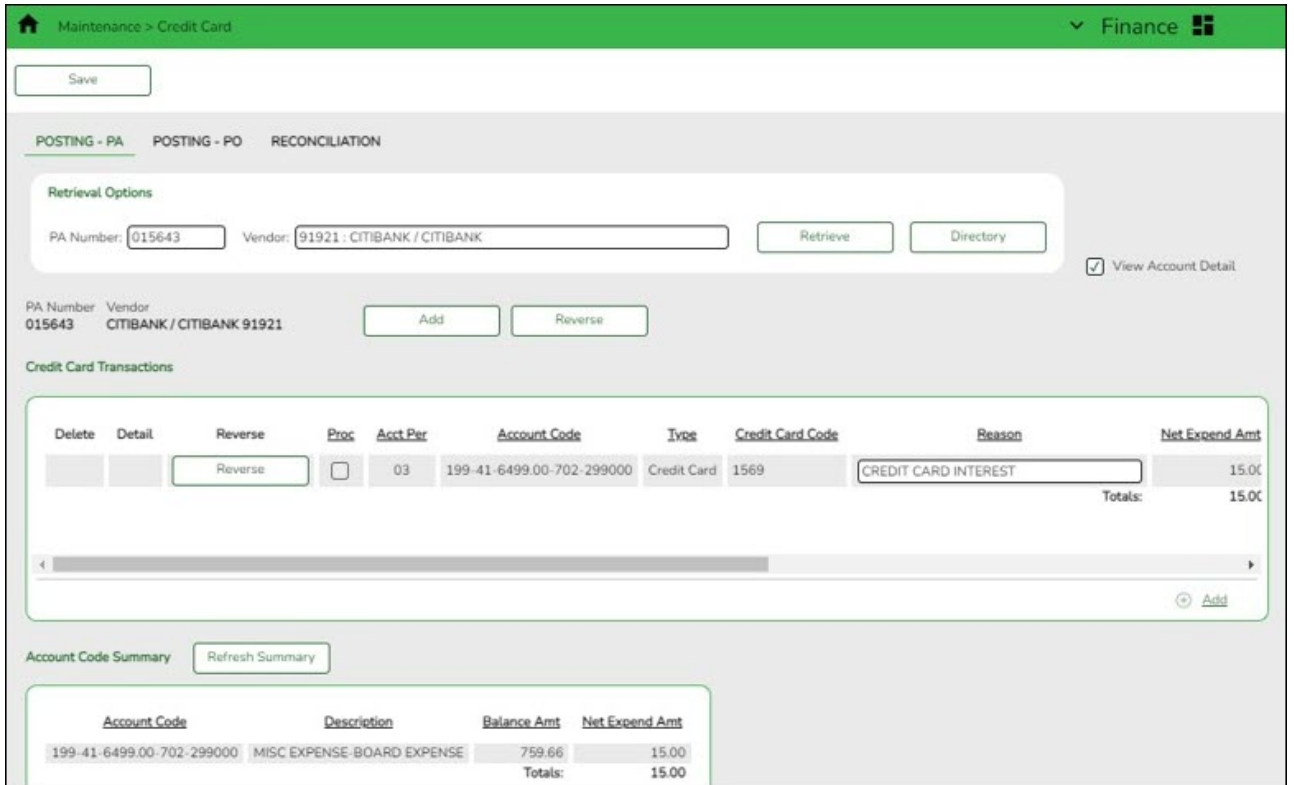 Maintenance > Credit Card Finance
Save
POSTING - PA POSTING - PO RECONCILIATION
Retrieval Options
PA Number: 015643 Vendor: 91921 : CITIBANK / CITIBANK Retrieve Directory
View Account Detail
PA Number Vendor
015643 CITIBANK / CITIBANK 91921 Add Reverse
Credit Card Transactions
Delete Detail Reverse Proc Acct Per Account Code Type Credit Card Code Reason Net Expend Amt
Reverse 03 199-41-6499.00-702-299000 Credit Card 1569 CREDIT CARD INTEREST 15.00
Totals: 15.00
Add
Account Code Summary Refresh Summary
Account Code Description Balance Amt Net Expend Amt
199-41-6499.00-702-299000 MISC EXPENSE-BOARD EXPENSE 759.66 15.00
Totals: 15.00